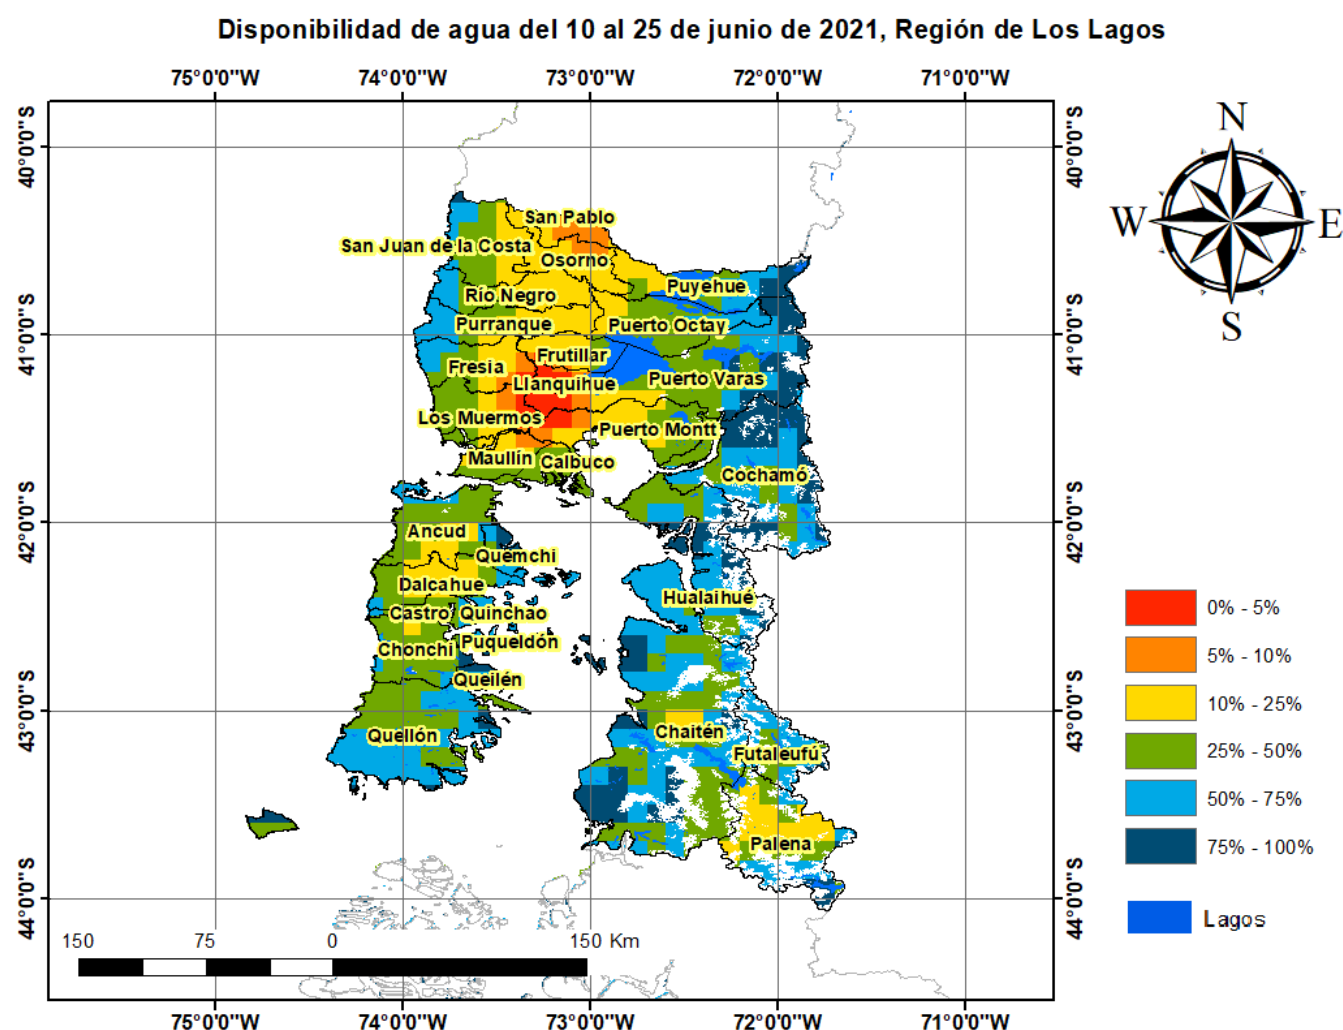 Disponibilidad de agua del 10 al 25 de junio de 2021, Región de Los Lagos
75°0'0"W 74°0'0"W 73°0'0"W 72°0'0"W 71°0'0"W
40°0'0"S
41°0'0"S
42°0'0"S
43°0'0"S
44°0'0"S
San Pablo
San Juan de la Costa
Osorno
Río Negro
Puyehue
Purranque
Puerto Octay
Frutillar
Fresia
Llanquihue
Puerto Varas
Los Muermos
Puerto Montt
Maullín
Calbuco
Cochamó
Ancud
Quemchi
Dalcahue
Hualaihué
Castro
Quinchao
Chonchi
Puqueldón
Queilén
Quellón
Chaitén
Futaleufú
Palena
150 75 0 150 Km
75°0'0"W 74°0'0"W 73°0'0"W 72°0'0"W 71°0'0"W
40°0'0"S
41°0'0"S
42°0'0"S
43°0'0"S
44°0'0"S
N
W
E
S
0% - 5%
5% - 10%
10% - 25%
25% - 50%
50% - 75%
75% - 100%
Lagos